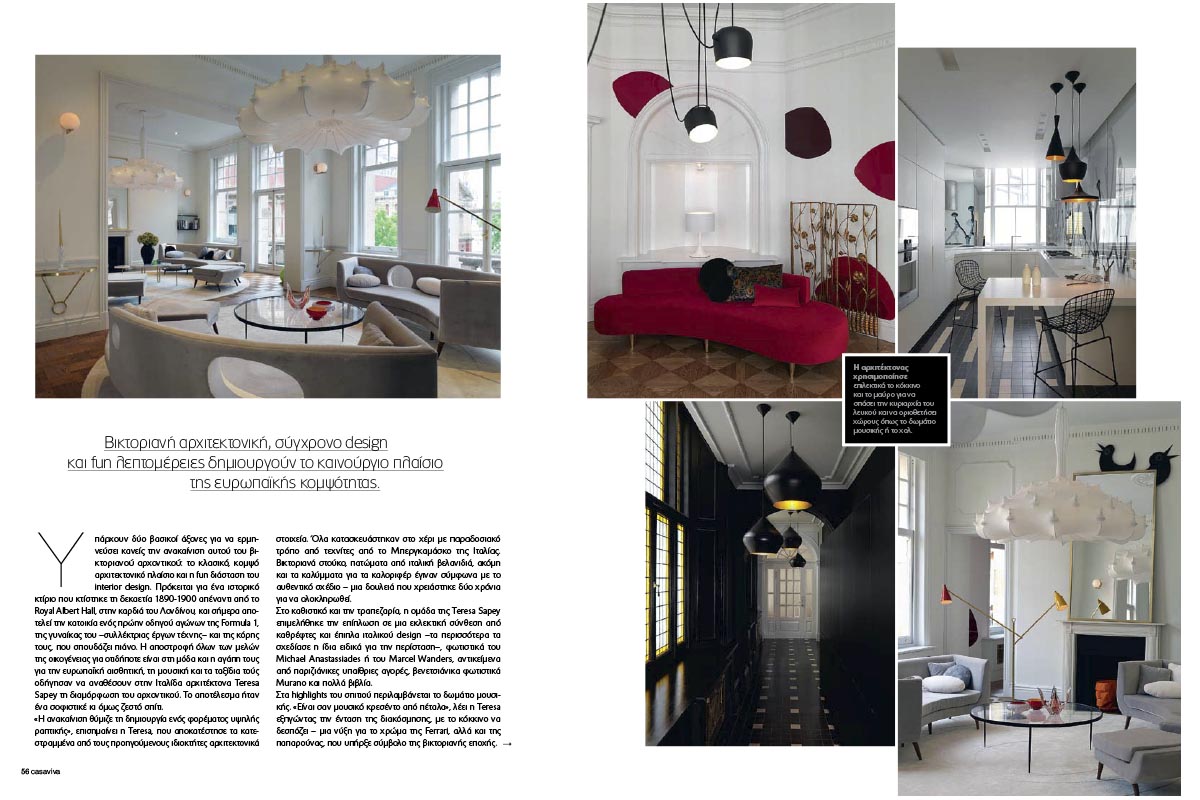 Βικτοριανή αρχιτεκτονική, σύγχρονο design
και fun λεπτομέρειες δημιουργούν το καινούργιο πλαίσιο
της ευρωπαϊκής κομψότητας.
Υπάρκουν δύο βασικοί άξονες για να ερμη-
νεύσει κανείς την ανακαίνιση αυτού του βι-
κτοριανού αρχοντικού: το κλασικό, κομψό
αρχιτεκτονικό πλαίσιο και η fun διάσταση του
interior design. Πρόκειται για ένα ιστορικό
κτίριο που κτίστηκε τη δεκαετία 1890-1900 απέναντι από το
Royal Albert Hall, στην καρδιά του Λονδίνου, και σήμερα απο-
τελεί την κατοικία ενός πρώην οδηγού αγώνων της Formula 1,
της γυναίκας του –συλλέκτριας έργων τέχνης– και της κόρης
τους, που σπουδάζει πιάνο. Η αποστροφή όλων των μελών
της οικογένειας για οτιδήποτε είναι στη μόδα και η αγάπη τους
για την ευρωπαϊκή αισθητική, τη μουσική και τα ταξίδια τούς
οδήγησαν να αναθέσουν στην Ιταλίδα αρχιτέκτονα Teresa
Sapey τη διαμόρφωση του αρχοντικού. Το αποτέλεσμα ήταν
ένα σοφιστικέ κι όμως ζεστό σπίτι.
«Η ανακαίνιση θύμιζε τη δημιουργία ενός φορέματος υψηλής
ραπτικής», επισημαίνει η Teresa, που αποκατέστησε τα κατε-
στραμμένα από τους προηγούμενους ιδιοκτήτες αρχιτεκτονικά
στοιχεία. Όλα κατασκευάστηκαν στο χέρι με παραδοσιακό
τρόπο από τεχνίτες από το Μπεργκαμάσκο της Ιταλίας.
Βικτοριανά στούκο, πατώματα από ιταλική βελανιδιά, ακόμη
και τα καλύμματα για τα καλοριφέρ έγιναν σύμφωνα με το
αυθεντικό σχέδιο – μια δουλειά που χρειάστηκε δύο χρόνια
για να ολοκληρωθεί.
Στο καθιστικό και την τραπεζαρία, η ομάδα της Teresa Sapey
επιμελήθηκε την επίπλωση σε μια εκλεκτική σύνθεση από
καθρέφτες και έπιπλα ιταλικού design –τα περισσότερα τα
σχεδίασε η ίδια ειδικά για την περίσταση–, φωτιστικά του
Michael Anastassiades ή του Marcel Wanders, αντικείμενα
από παριζιάνικες υπαίθριες αγορές, βενετσιάνικα φωτιστικά
Murano και πολλά βιβλία.
Στα highlights του σπιτιού περιλαμβάνεται το δωμάτιο μουσι-
κής. «Είναι σαν μουσικό κρεσέντο από πέταλα», λέει η Teresa
εξηγώντας την ένταση της διακόσμησης, με το κόκκινο να
δεσπόζει – μια νύξη για το χρώμα της Ferrari, αλλά και της
παπαρούνας, που υπήρξε σύμβολο της βικτοριανής εποχής. →
Η αρχιτέκτονας
χρησιμοποίησε
επιλεκτικά το κόκκινο
και το μαύρο για να
σπάσει την κυριαρχία του
λευκού και να οριοθετήσει
χώρους όπως το δωμάτιο
μουσικής ή το χολ.
56 casaviva